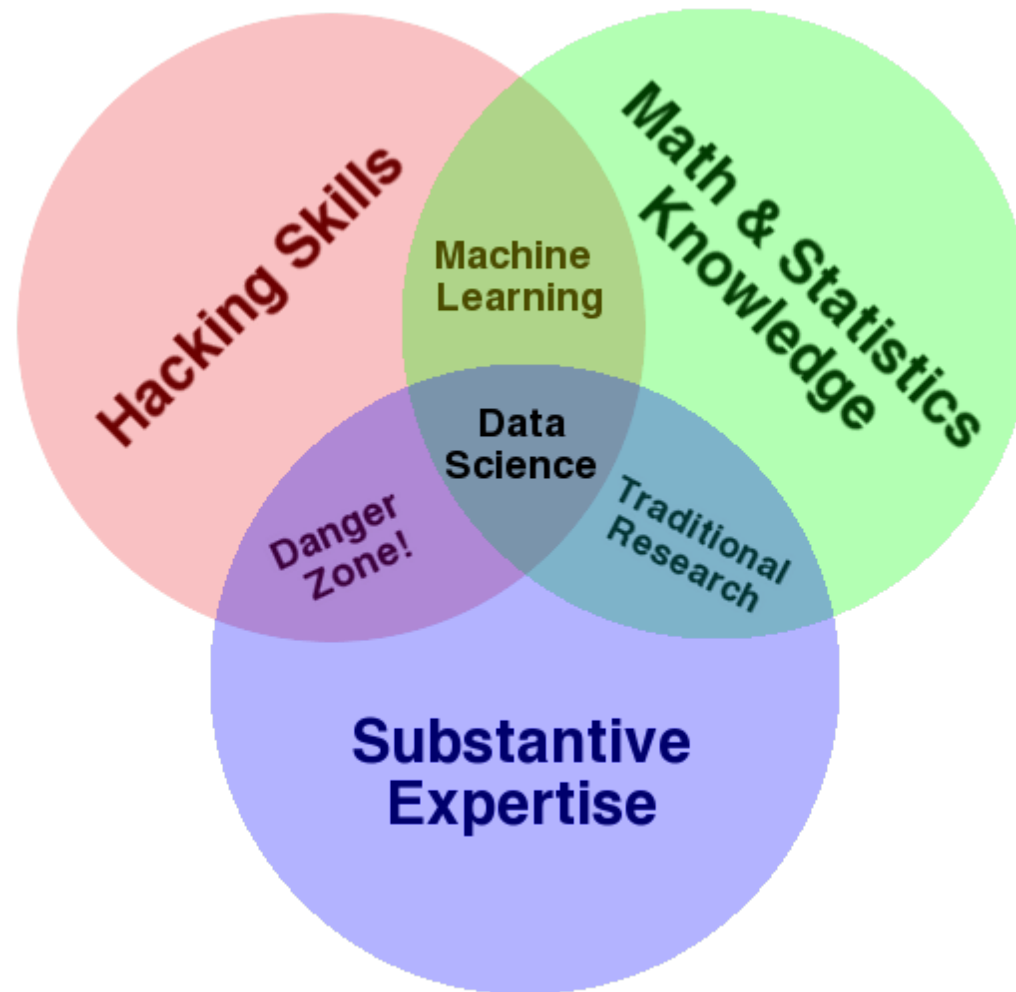 Hacking Skills
Math & Statistics
Knowledge
Machine
Learning
Data
Science
Danger
Zone!
Traditional
Research
Substantive
Expertise